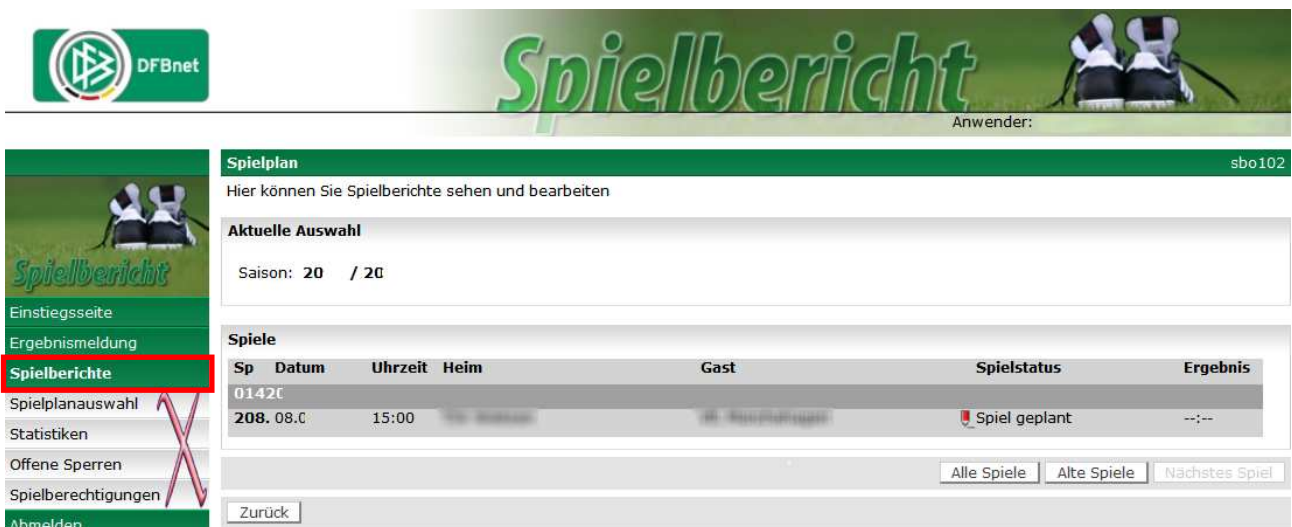 DFBnet
Spielbericht
Anwender:
Spielbericht
Einstiegsseite
Ergebnismeldung
Spielberichte
Spielplanauswahl
Statistiken
Offene Sperren
Spielberechtigungen
Abmelden
Spielplan sbo102
Hier können Sie Spielberichte sehen und bearbeiten
Aktuelle Auswahl
Saison: 20 / 20
Spiele
Sp Datum Uhrzeit Heim Gast Spielstatus Ergebnis
0142
208. 08. 15:00 Spiel geplant --:--
Alle Spiele Alte Spiele Nächstes Spiel
Zurück